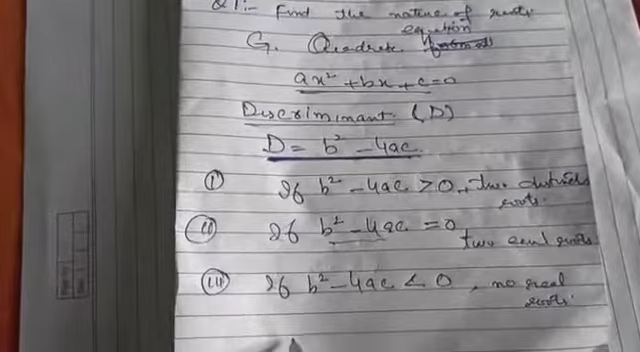 Q1:- Find the nature of roots
equation
G. Quadratic
ax² + bx + c = 0
Discriminant (D)
D = b² - 4ac
(i) If b² - 4ac > 0, two distinct
roots.
(ii) If b² - 4ac = 0
two equal roots
(iii) If b² - 4ac < 0, no real
roots.